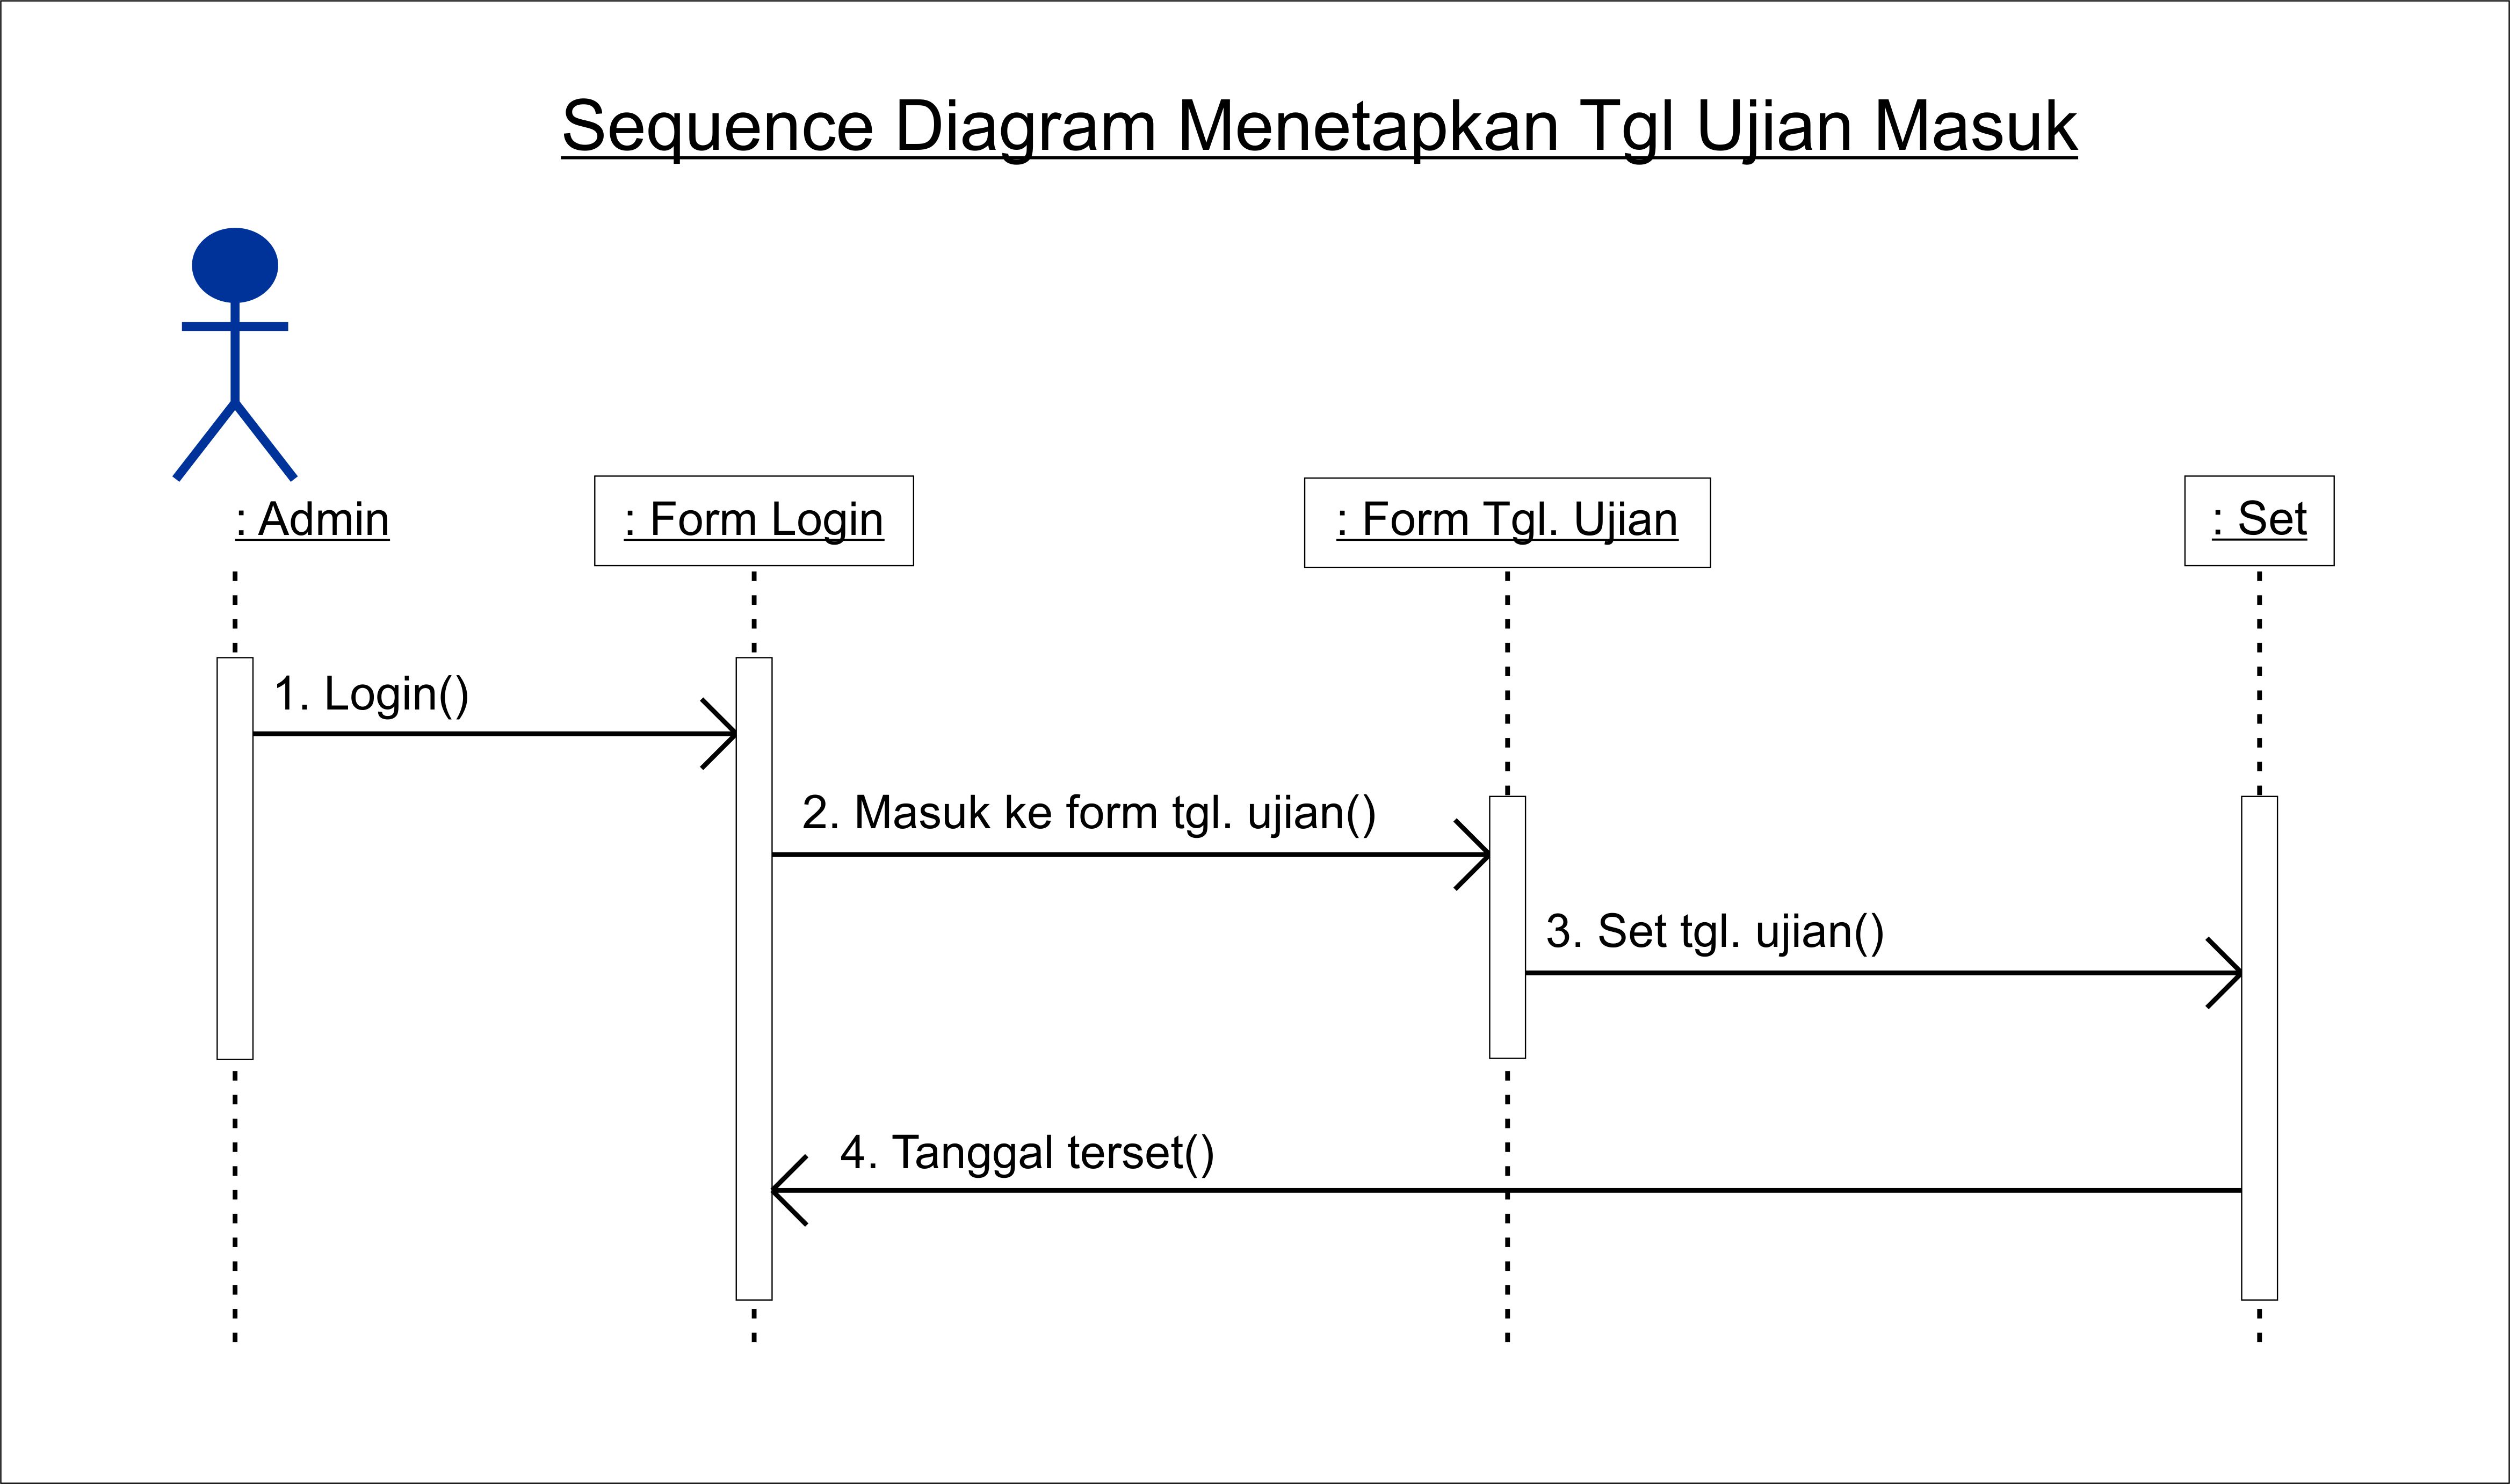 Sequence Diagram Menetapkan Tgl Ujian Masuk
: Admin
: Form Login
: Form Tgl. Ujian
: Set
1. Login()
2. Masuk ke form tgl. ujian()
3. Set tgl. ujian()
4. Tanggal terset()